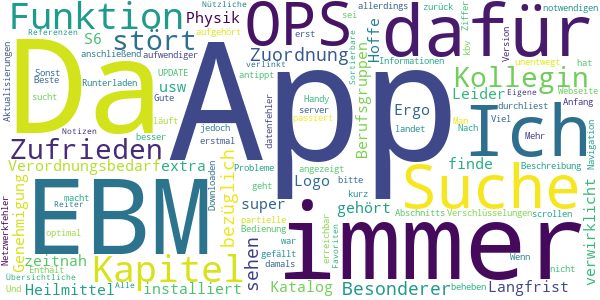 Funktion
Physik
Nützliche
allerdings
zurück
notwendigen
Referenzen
aufgehört
OPS
sei
Ziffer
dafür
Aktualisierungen
S6
stört
erst
Hoffe
kbv
Version
abgestürzt
anschließend
aufwendiger
Zuordnung
verlinkt
Informationen
unentwegt
hat
Sonst
Beste
Runterladen
UPDATE
antippt
Berufsgruppen
Sortierbare
Kollegin
Eigene
Webseite
Da
App
sucht
Gute
Handy
server
Leider
Nach
Viel
durchliest
Anfang
Notizen
läuft
usw
passiert
Ergo
Man
Ich
Zufrieden
besser
jedoch
erstmal
datenfehler
landet
finde
Mehr
Beschreibung
Verordnungsbedarf
extra
Probleme
angezeigt
Suche
Navigation
Genehmigung
EBM
Downloaden
geht
Logo
bitte
immer
verwirklicht
Netzwerkfehler
macht
Reiter
optimal
bezüglich
super
kurz
gehört
Abschnitts
Verschlüsselungen
scrollen
zeitnah
partielle
Bedienung
war
gefällt
damals
sehen
Favoriten
erreichbar
Besonderer
Wenn
bestehen
Kapitel
Übersichtliche
Enthält
Und
Alle
Heilmittel
installiert
Katalog
Langfrist
beheben